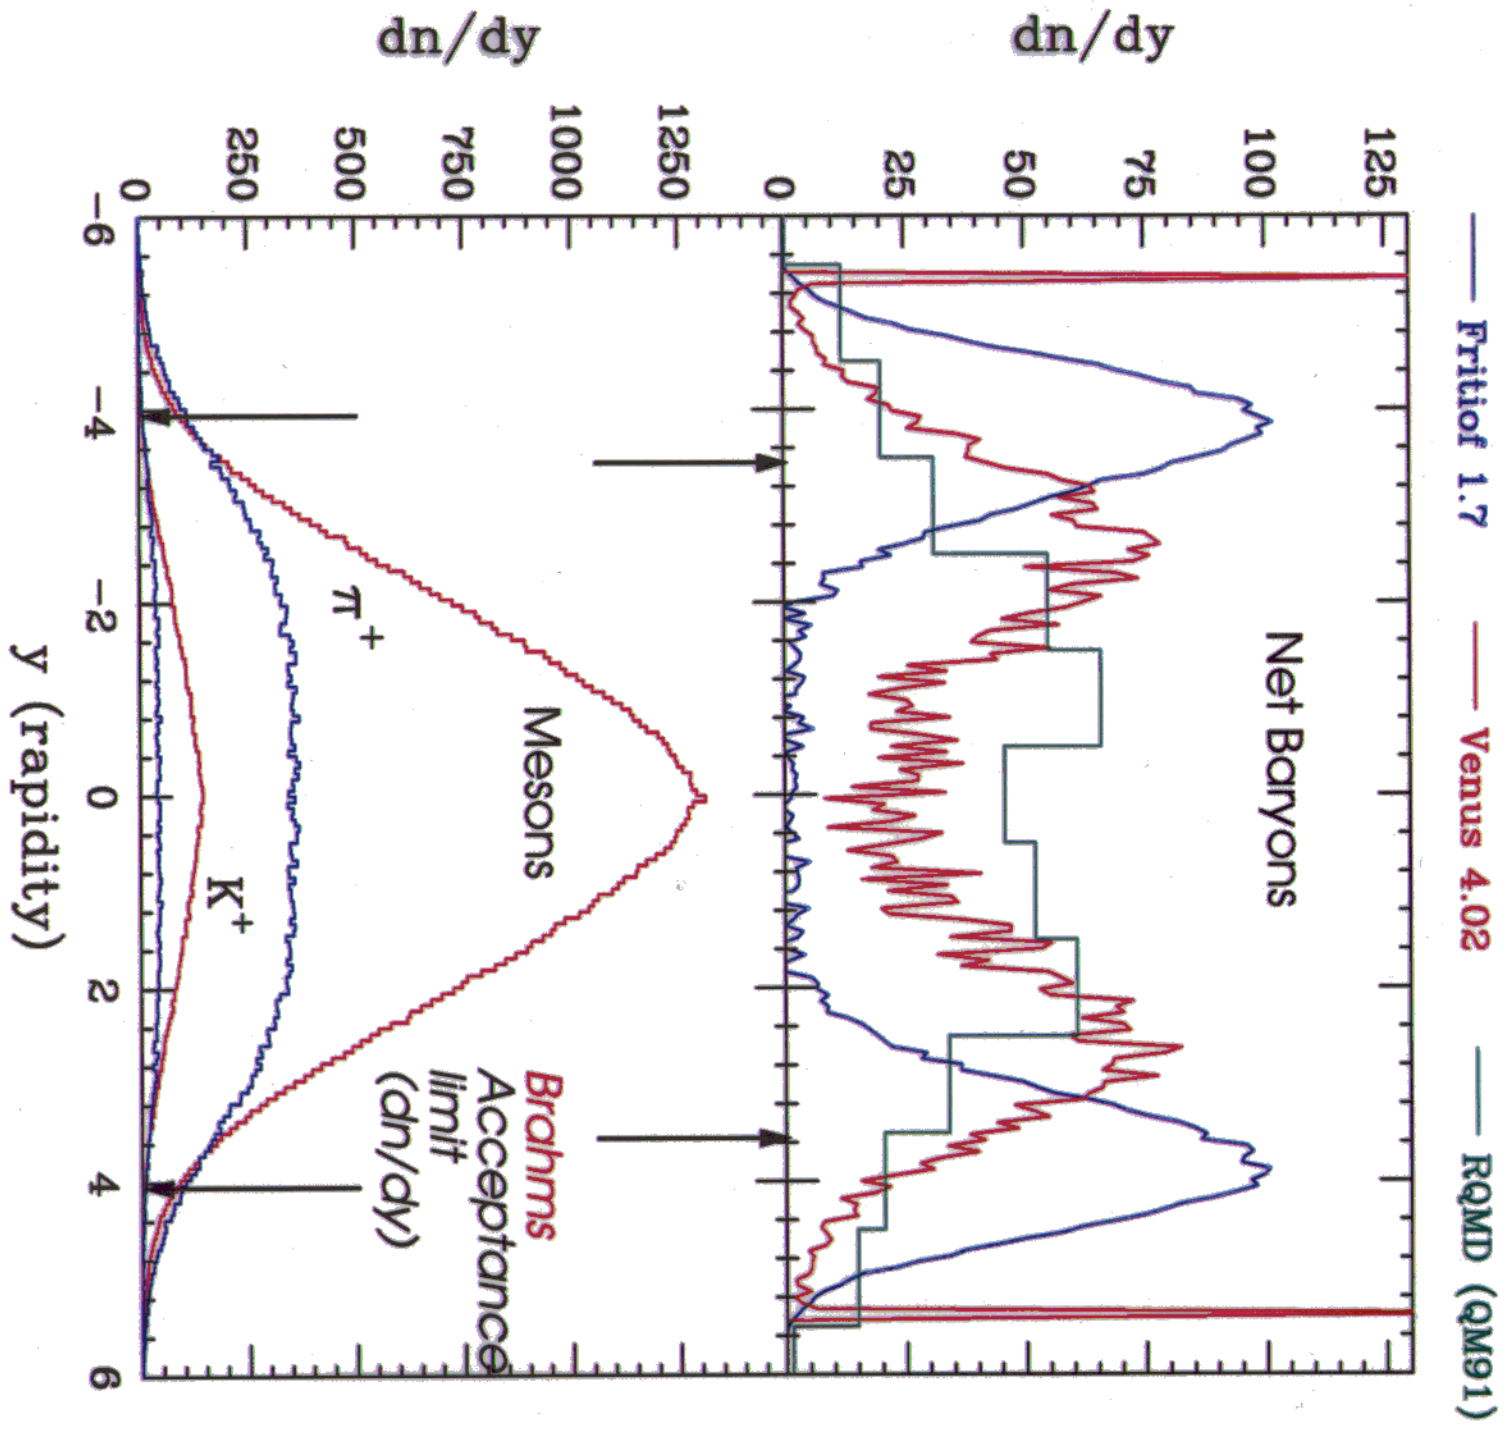 Fritiof 1.7 Venus 4.02 RQMD (QM91)
dn/dy
125
100
75
50
25
0
Net Baryons
dn/dy
1250
1000
750
500
250
0
Mesons
π+
K+
Brahms
Acceptance
limit
(dn/dy)
-6 -4 -2 0 2 4 6
y (rapidity)